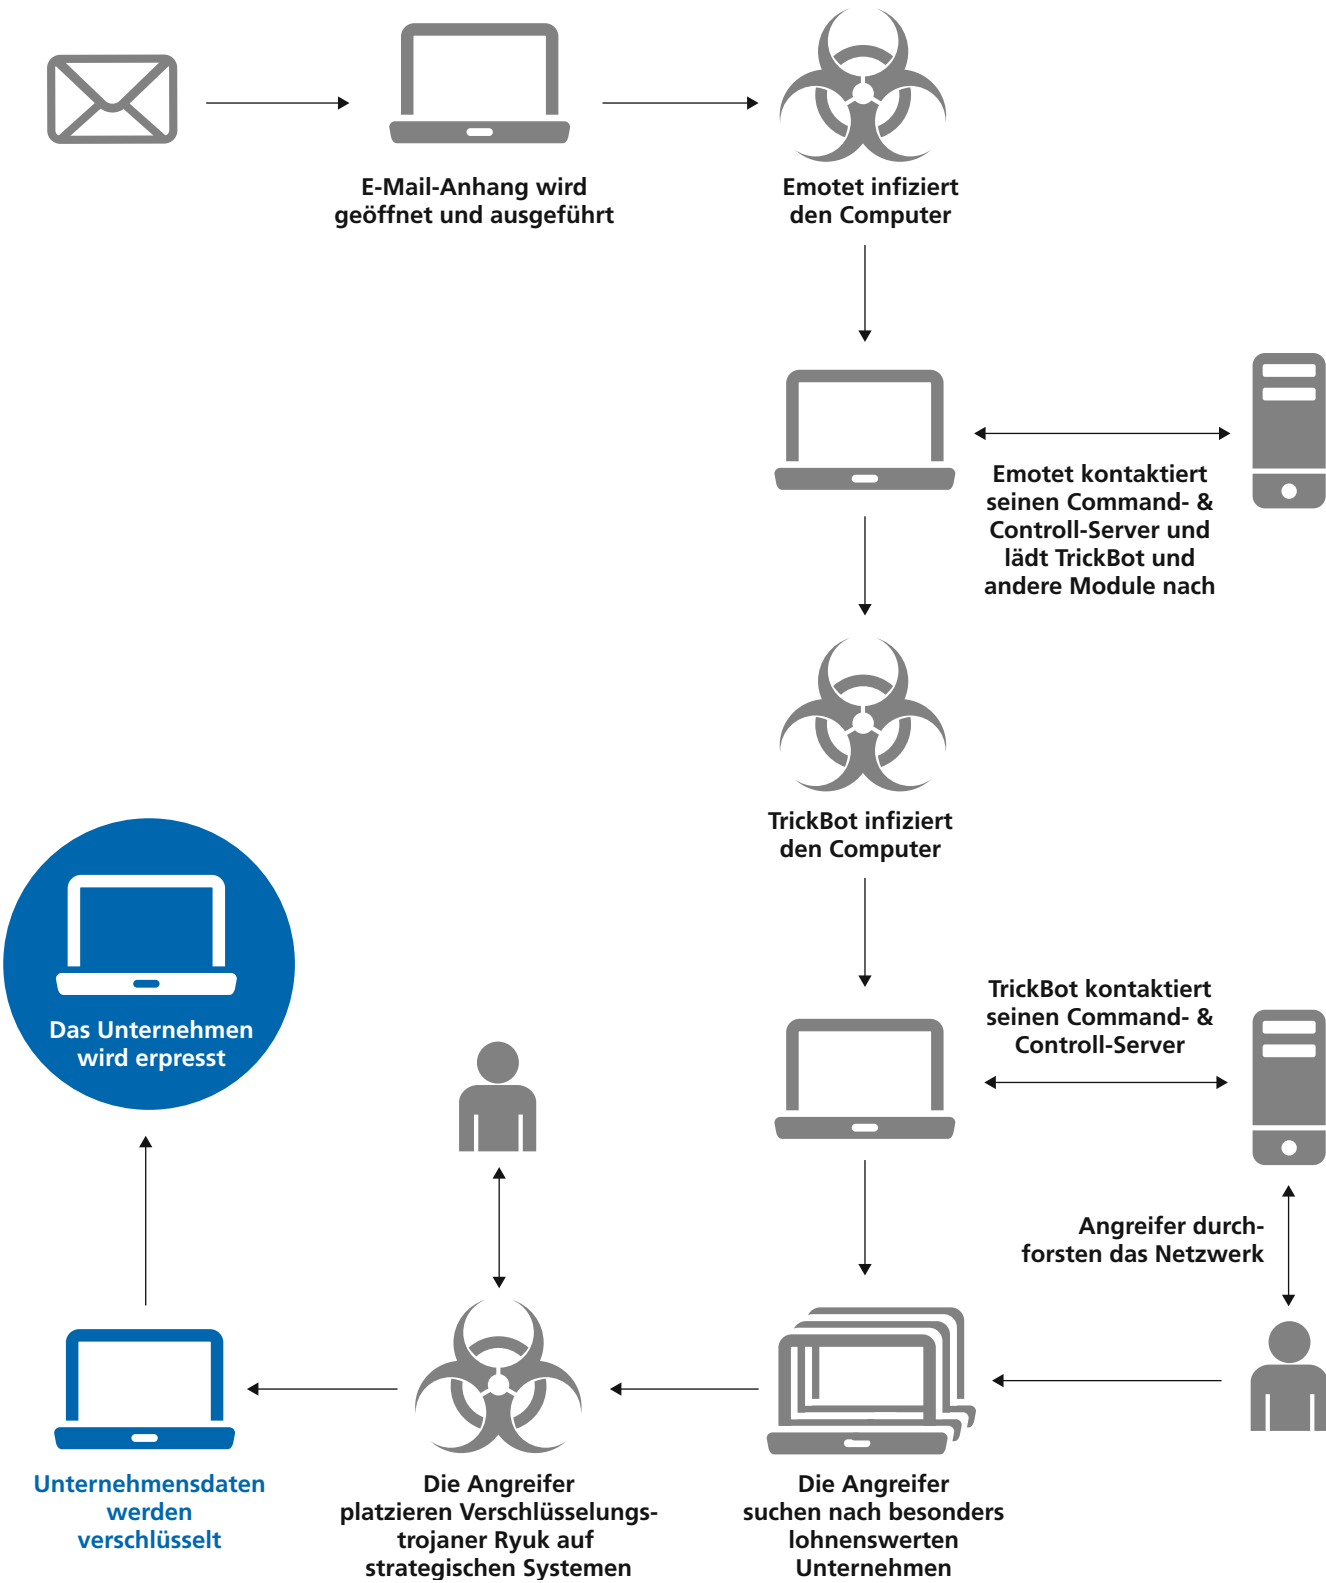 E-Mail-Anhang wird
geöffnet und ausgeführt
Emotet infiziert
den Computer
Emotet kontaktiert
seinen Command- &
Controll-Server und
lädt TrickBot und
andere Module nach
TrickBot infiziert
den Computer
TrickBot kontaktiert
seinen Command- &
Controll-Server
Angreifer durch-
forsten das Netzwerk
Die Angreifer
suchen nach besonders
lohnenswerten
Unternehmen
Die Angreifer
platzieren Verschlüsselungs-
trojaner Ryuk auf
strategischen Systemen
Unternehmensdaten
werden
verschlüsselt
Das Unternehmen
wird erpresst